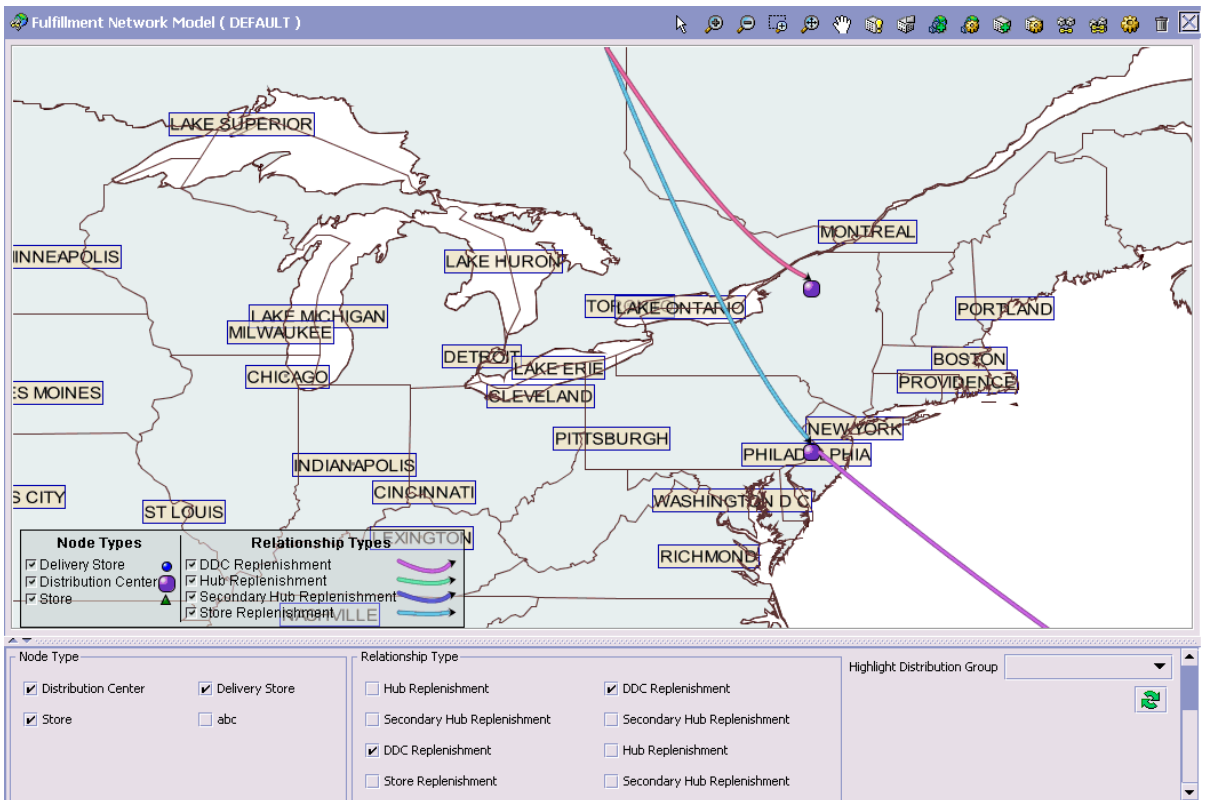 Fulfillment Network Model ( DEFAULT )
LAKE SUPERIOR
MONTREAL
INNEAPOLIS
LAKE HURON
LAKE ONTARIO
PORTLAND
LAKE MICHIGAN
MILWAUKEE
DETROIT
BOSTON
LAKE ERIE
CHICAGO
PROVIDENCE
ES MOINES
CLEVELAND
NEW YORK
PITTSBURGH
PHILADELPHIA
INDIANAPOLIS
CINCINNATI
S CITY
WASHINGTON D C
ST LOUIS
LEXINGTON
RICHMOND
NASHVILLE
Node Types
Delivery Store
Distribution Center
Store
Relationship Types
DDC Replenishment
Hub Replenishment
Secondary Hub Replenishment
Store Replenishment
Node Type
Distribution Center Delivery Store
Store abc
Relationship Type
Hub Replenishment DDC Replenishment
Secondary Hub Replenishment Secondary Hub Replenishment
DDC Replenishment Hub Replenishment
Store Replenishment Secondary Hub Replenishment
Highlight Distribution Group